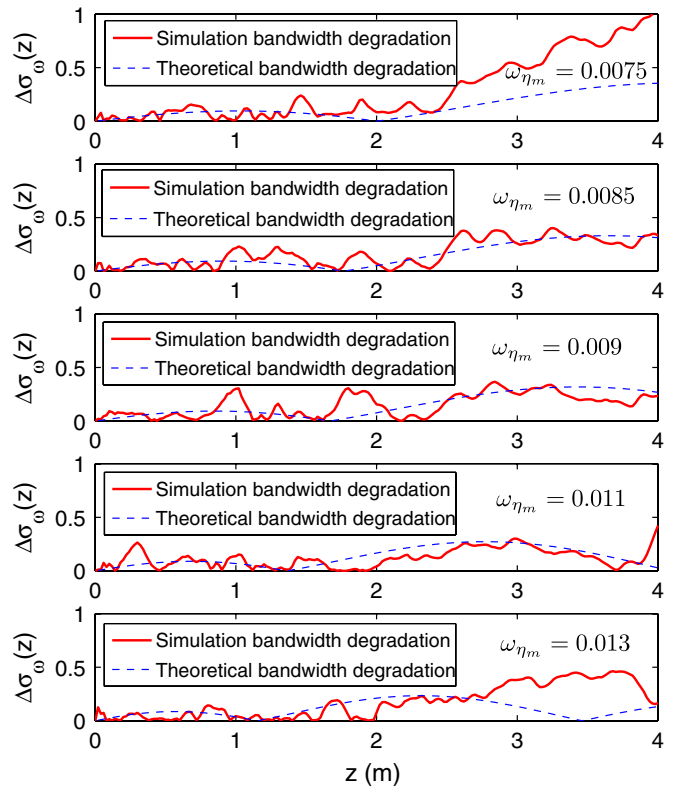 1
Simulation bandwidth degradation
Theoretical bandwidth degradation
ω_{η_m} = 0.0075
0.5
Δσ_ω(z)
0
0 1 2 3 4
1
Simulation bandwidth degradation
Theoretical bandwidth degradation
ω_{η_m} = 0.0085
0.5
Δσ_ω(z)
0
0 1 2 3 4
1
Simulation bandwidth degradation
Theoretical bandwidth degradation
ω_{η_m} = 0.009
0.5
Δσ_ω(z)
0
0 1 2 3 4
1
Simulation bandwidth degradation
Theoretical bandwidth degradation
ω_{η_m} = 0.011
0.5
Δσ_ω(z)
0
0 1 2 3 4
1
Simulation bandwidth degradation
Theoretical bandwidth degradation
ω_{η_m} = 0.013
0.5
Δσ_ω(z)
0
0 1 2 3 4
z (m)